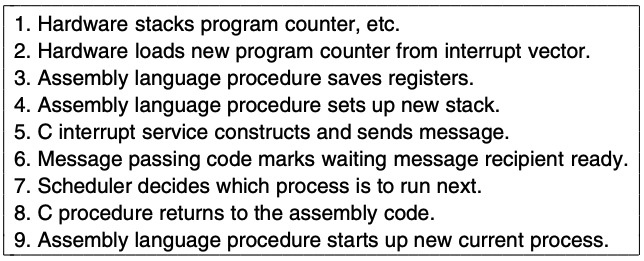 1. Hardware stacks program counter, etc.
2. Hardware loads new program counter from interrupt vector.
3. Assembly language procedure saves registers.
4. Assembly language procedure sets up new stack.
5. C interrupt service constructs and sends message.
6. Message passing code marks waiting message recipient ready.
7. Scheduler decides which process is to run next.
8. C procedure returns to the assembly code.
9. Assembly language procedure starts up new current process.